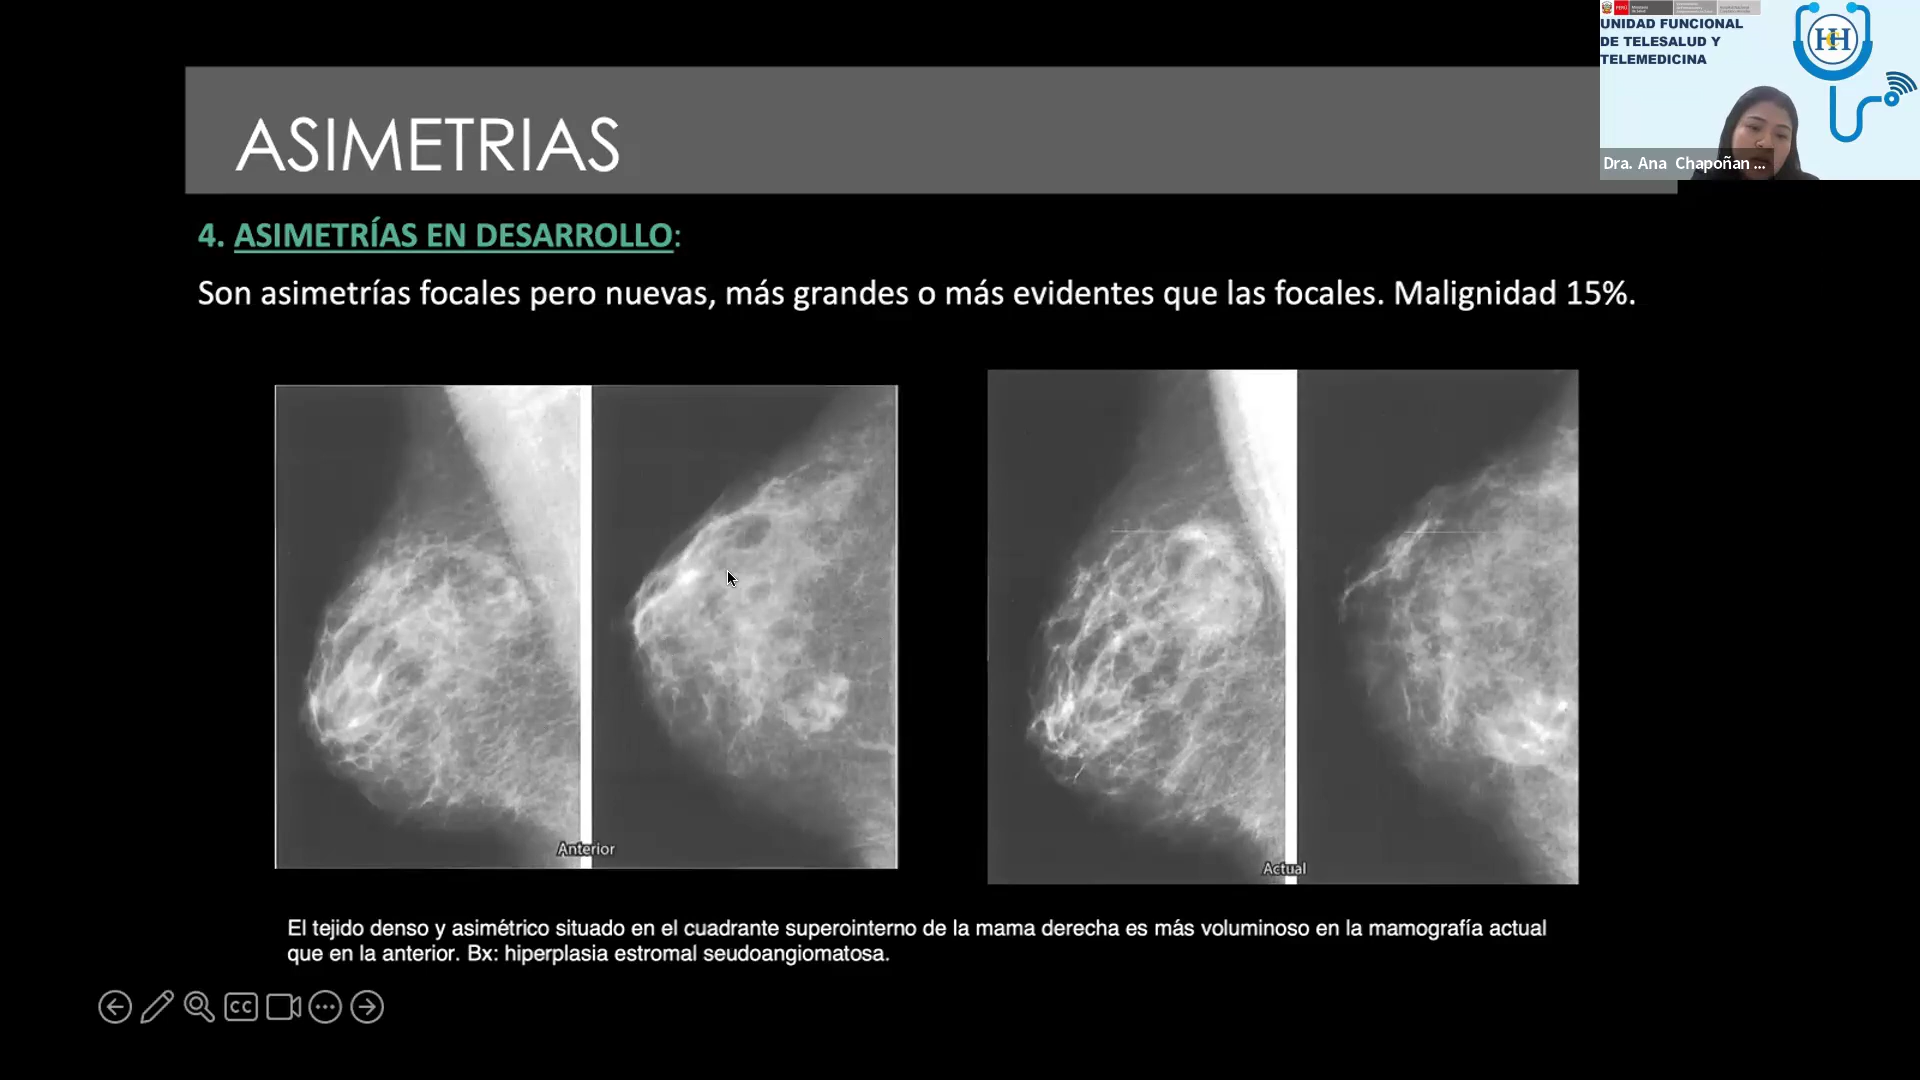 PERÚ
UNIDAD FUNCIONAL
DE TELESALUD Y
TELEMEDICINA
HCH
Dra. Ana Chapoñan ...
ASIMETRIAS
4. ASIMETRÍAS EN DESARROLLO:
Son asimetrías focales pero nuevas, más grandes o más evidentes que las focales. Malignidad 15%.
Anterior
Actual
El tejido denso y asimétrico situado en el cuadrante superointerno de la mama derecha es más voluminoso en la mamografía actual
que en la anterior. Bx: hiperplasia estromal seudoangiomatosa.
CC